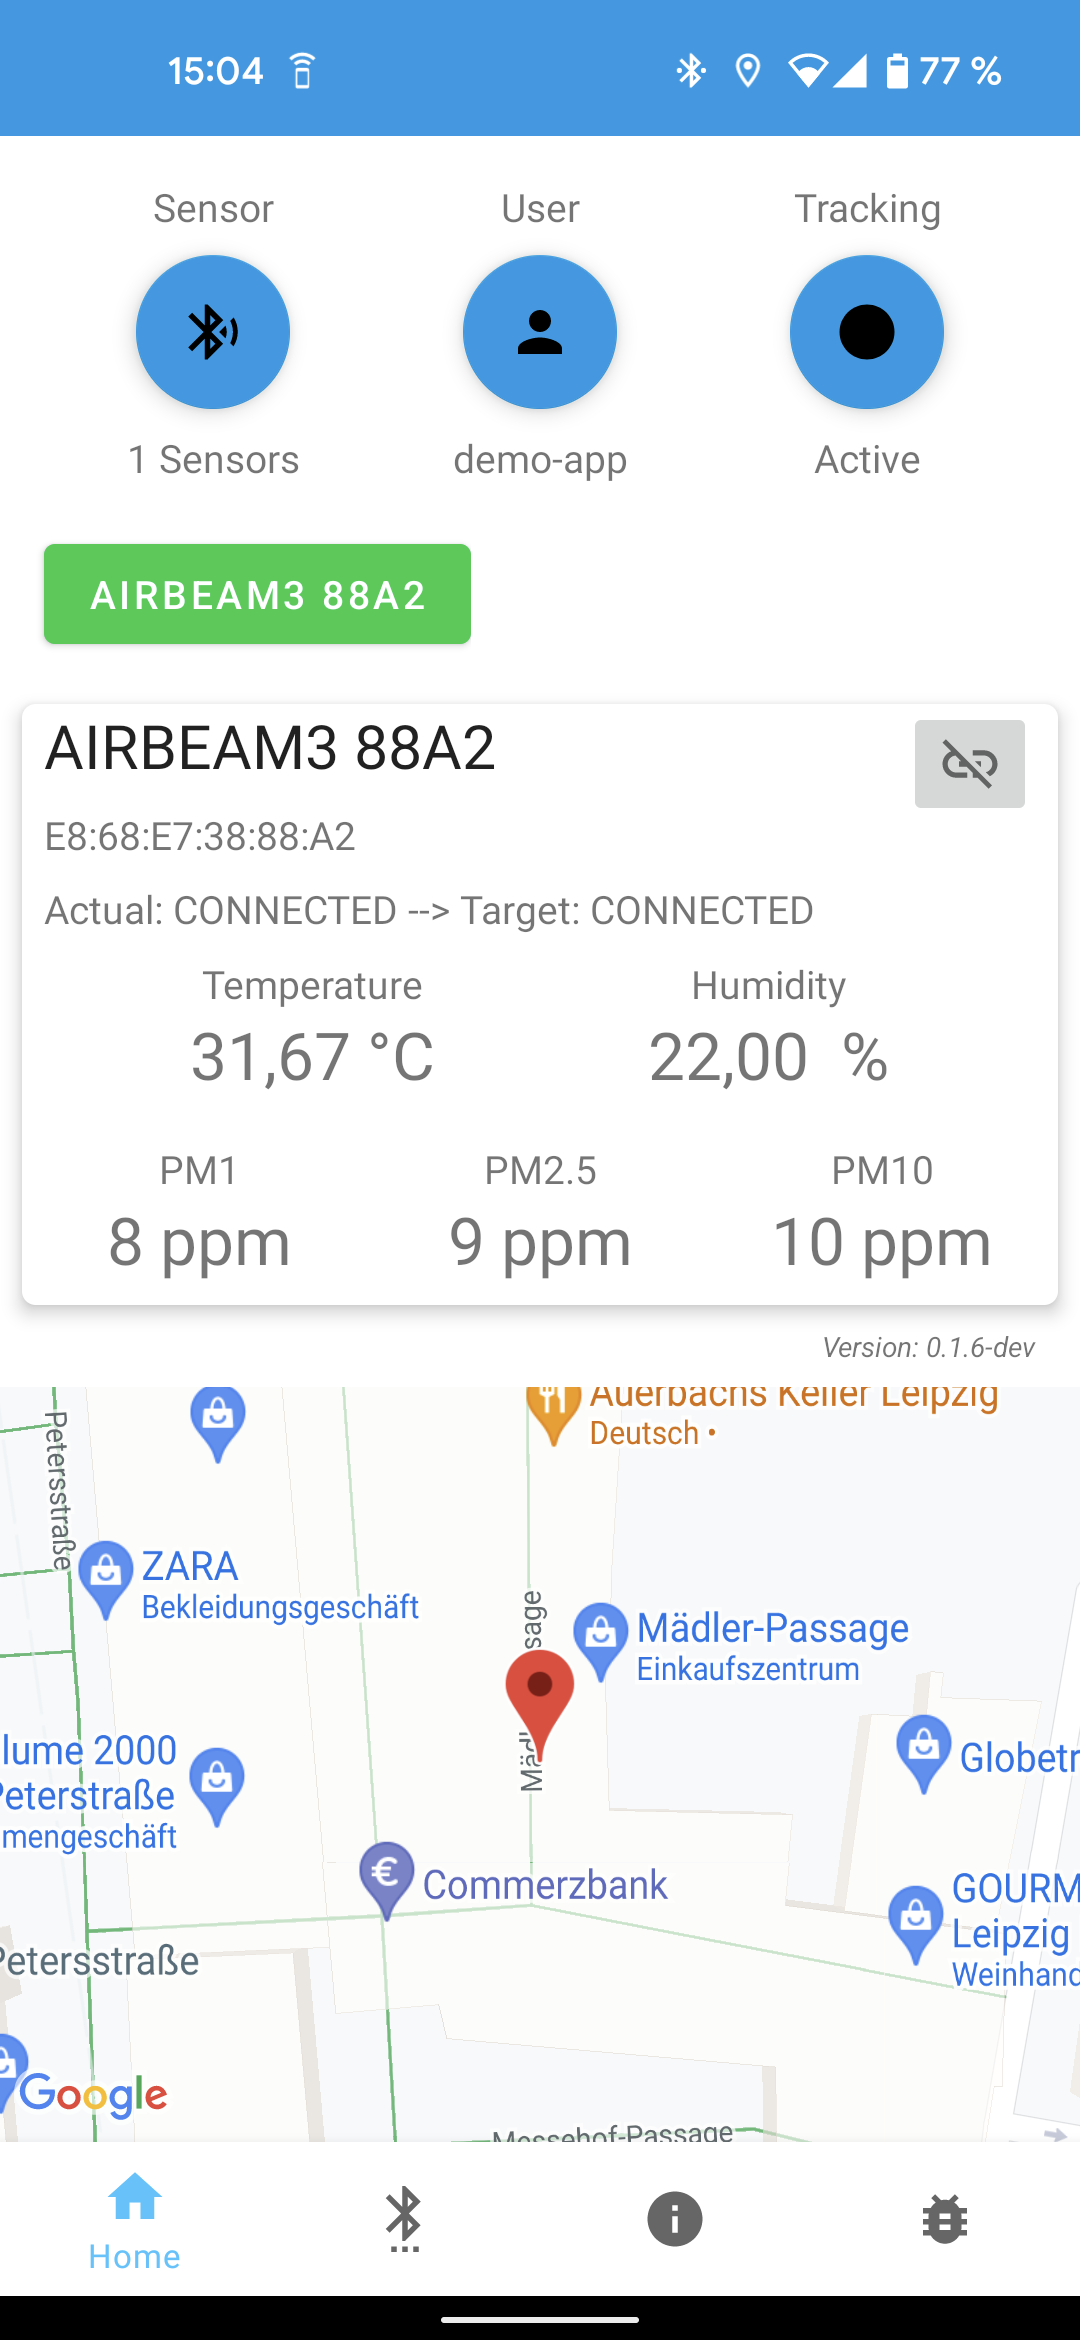 15:04
77 %
Sensor
User
Tracking
1 Sensors
demo-app
Active
AIRBEAM3 88A2
AIRBEAM3 88A2
E8:68:E7:38:88:A2
Actual: CONNECTED --> Target: CONNECTED
Temperature
Humidity
31,67 °C
22,00 %
PM1
PM2.5
PM10
8 ppm
9 ppm
10 ppm
Version: 0.1.6-dev
Auerbachs Keller Leipzig
Deutsch •
Petersstraße
ZARA
Bekleidungsgeschäft
Mädl
sage
Mädler-Passage
Einkaufszentrum
lume 2000
Peterstraße
mengeschäft
Globetr
Commerzbank
GOURM
Leipzig
Weinhand
Petersstraße
Google
Messehof-Passage
Home